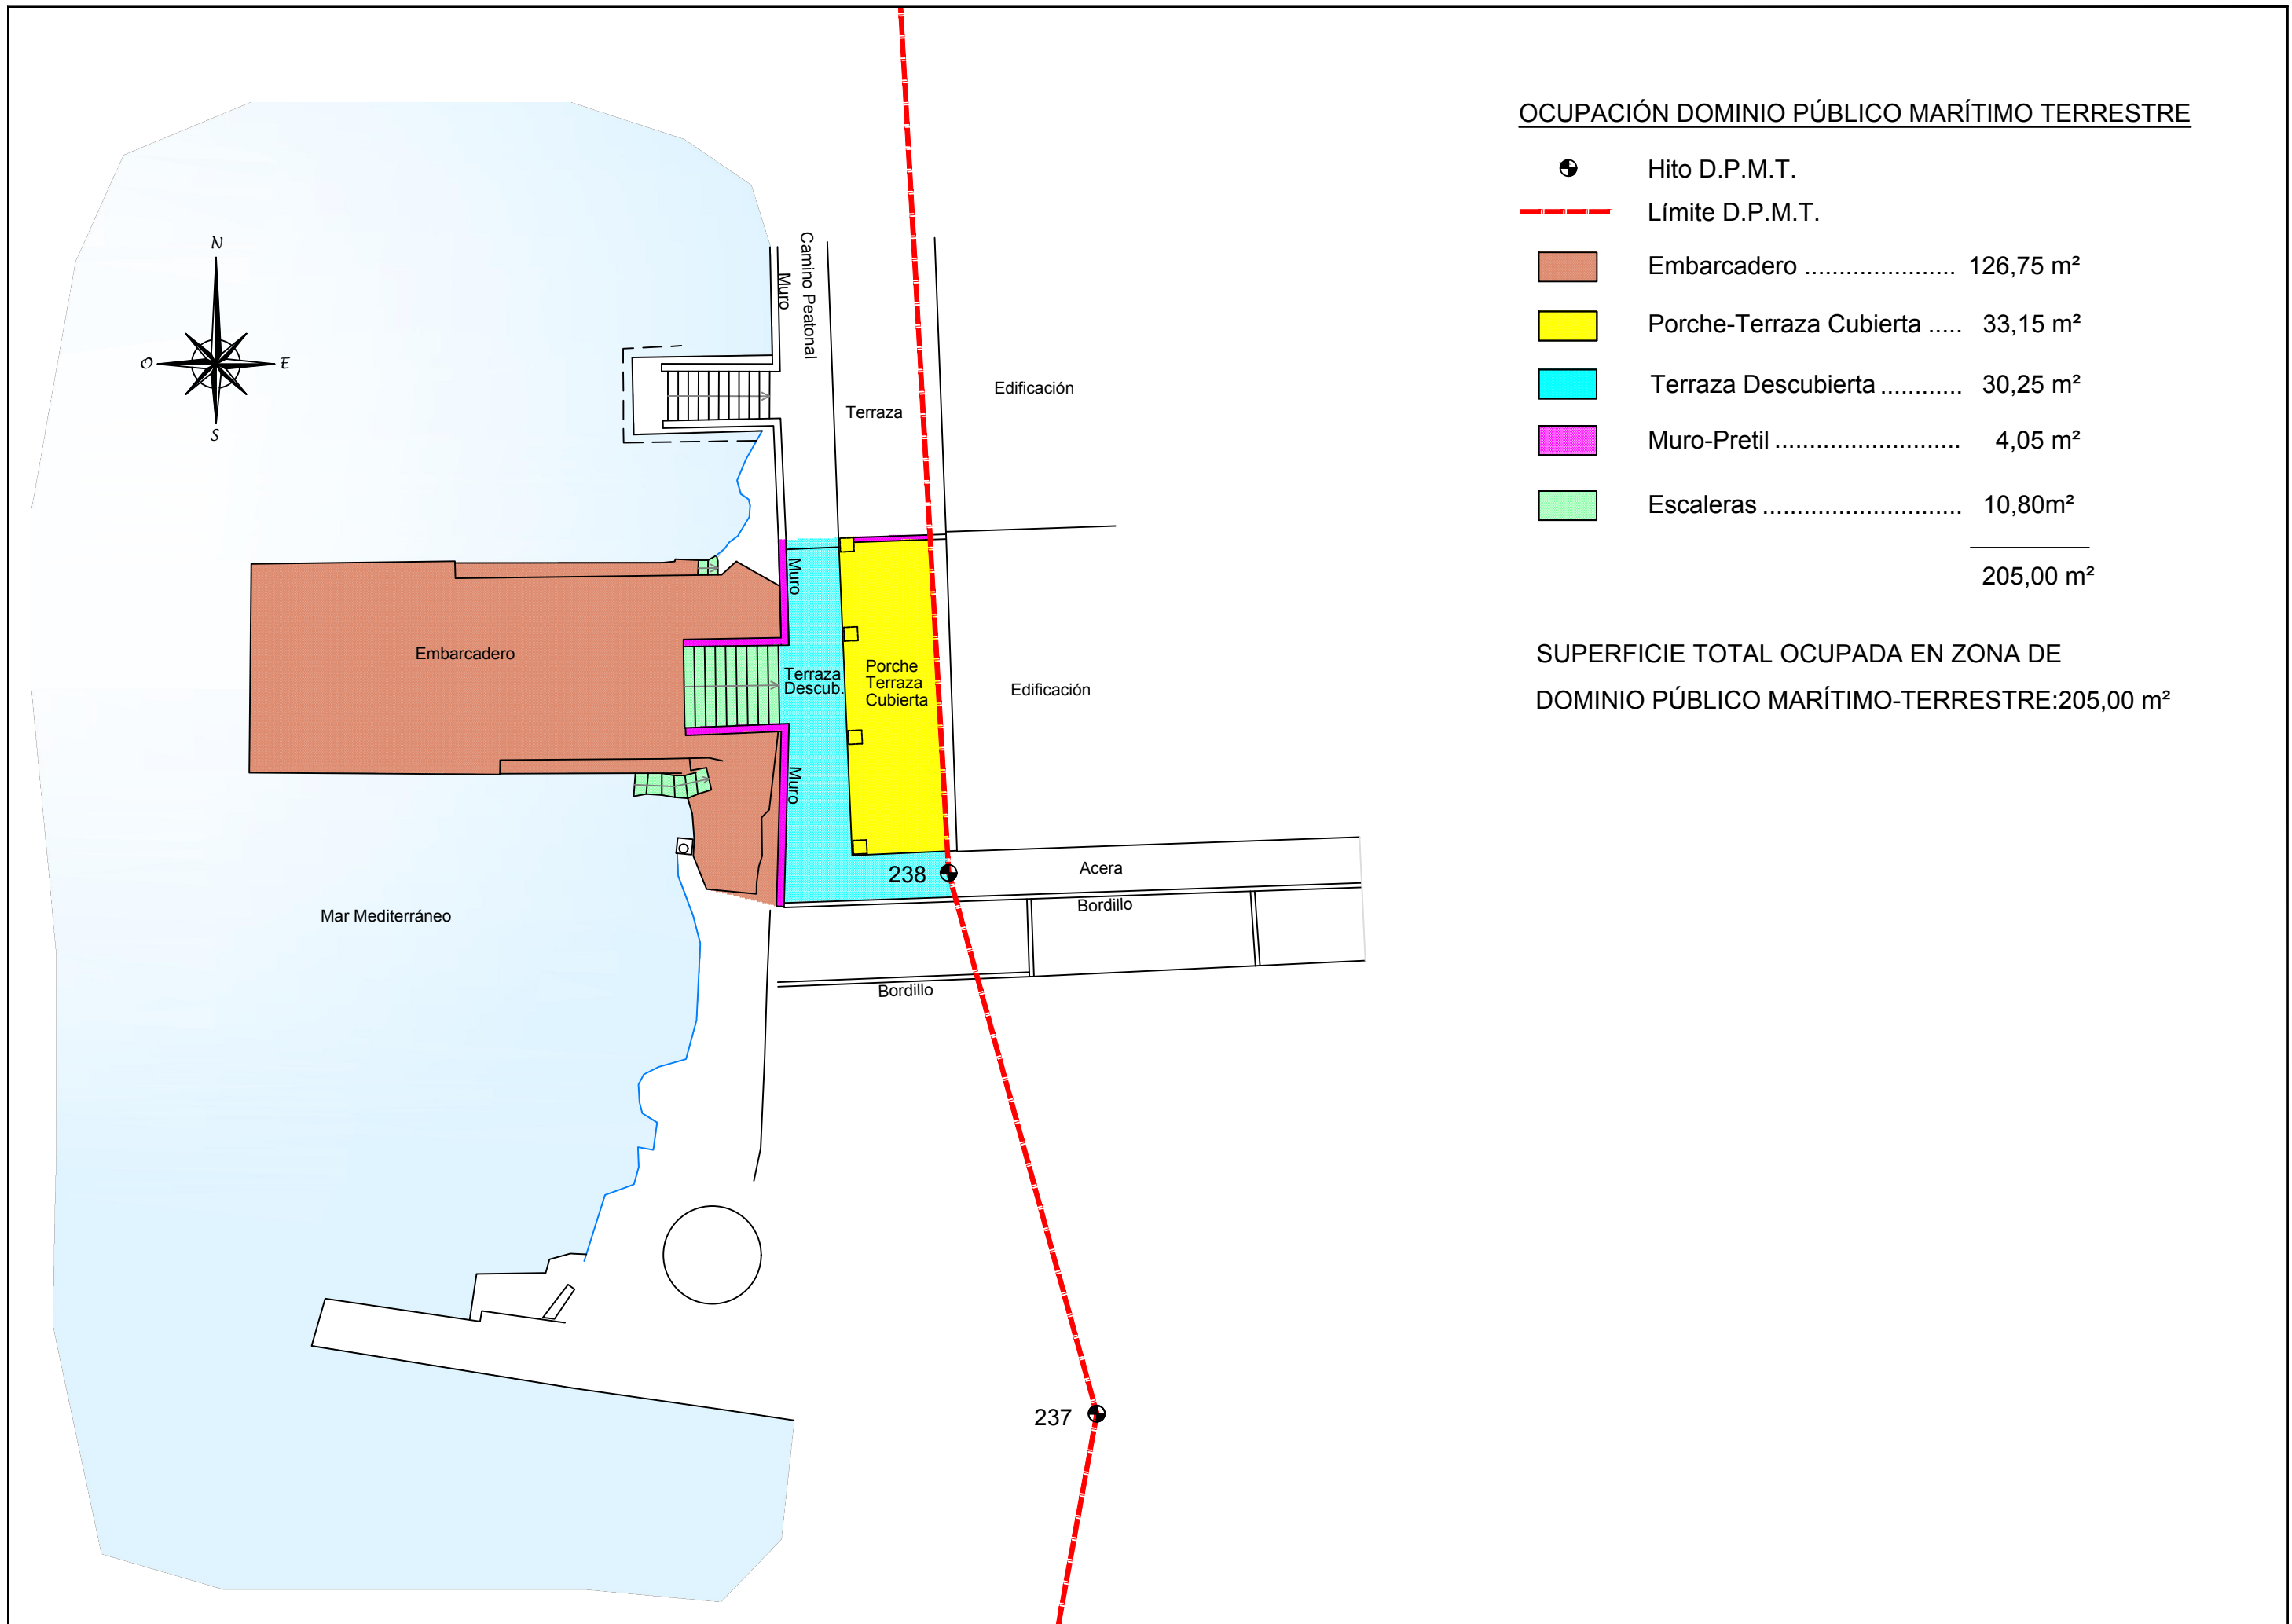 OCUPACIÓN DOMINIO PÚBLICO MARÍTIMO TERRESTRE
Hito D.P.M.T.
Límite D.P.M.T.
Embarcadero ...................... 126,75 m²
Porche-Terraza Cubierta ..... 33,15 m²
Terraza Descubierta ............ 30,25 m²
Muro-Pretil ........................... 4,05 m²
Escaleras ............................. 10,80m²
205,00 m²
SUPERFICIE TOTAL OCUPADA EN ZONA DE
DOMINIO PÚBLICO MARÍTIMO-TERRESTRE:205,00 m²
N
O
E
S
Muro
Camino Peatonal
Terraza
Edificación
Embarcadero
Muro
Terraza
Descub.
Porche
Terraza
Cubierta
Edificación
Muro
238
Acera
Bordillo
Mar Mediterráneo
Bordillo
237